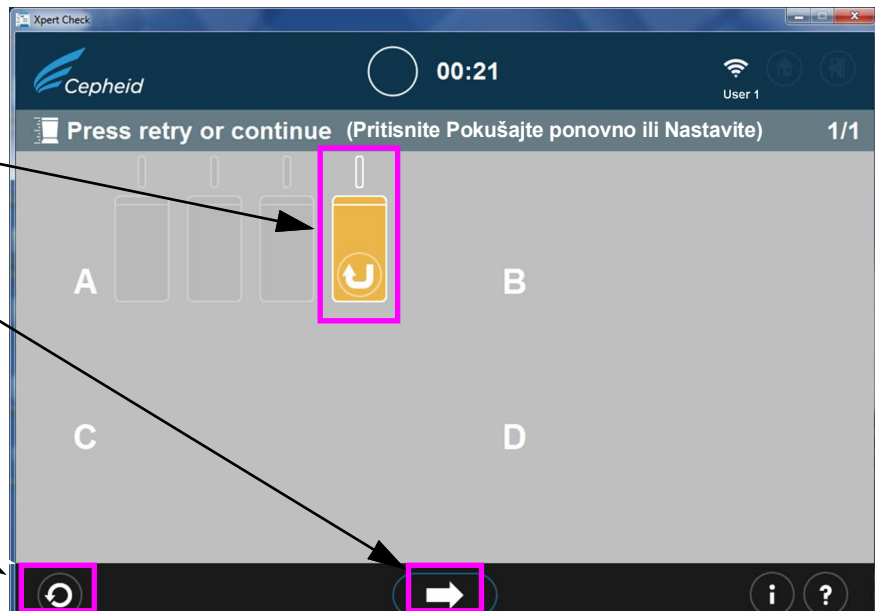 Xpert Check
Cepheid
00:21
User 1
Press retry or continue (Pritisnite Pokušajte ponovno ili Nastavite) 1/1
A
B
C
D
i ?